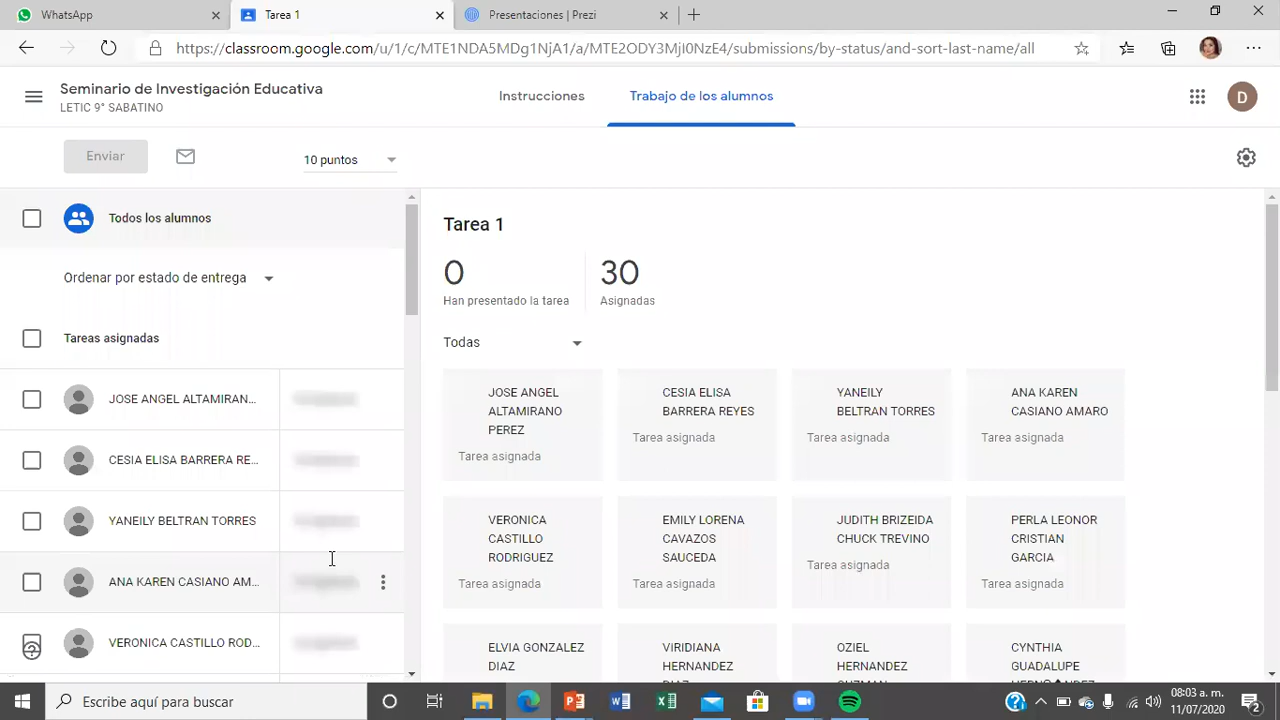 WhatsApp
Tarea 1
Presentaciones | Prezi
https://classroom.google.com/u/1/c/MTE1NDA5MDg1NjA1/a/MTE2ODY3MjI0NzE4/submissions/by-status/and-sort-last-name/all
Seminario de Investigación Educativa
LETIC 9° SABATINO
Instrucciones
Trabajo de los alumnos
D
Enviar
10 puntos
Todos los alumnos
Ordenar por estado de entrega
Tareas asignadas
JOSE ANGEL ALTAMIRAN...
CESIA ELISA BARRERA RE...
YANEILY BELTRAN TORRES
ANA KAREN CASIANO AM...
VERONICA CASTILLO ROD...
Tarea 1
0
Han presentado la tarea
30
Asignadas
Todas
JOSE ANGEL
ALTAMIRANO
PEREZ
Tarea asignada
CESIA ELISA
BARRERA REYES
Tarea asignada
YANEILY
BELTRAN TORRES
Tarea asignada
ANA KAREN
CASIANO AMARO
Tarea asignada
VERONICA
CASTILLO
RODRIGUEZ
Tarea asignada
EMILY LORENA
CAVAZOS
SAUCEDA
Tarea asignada
JUDITH BRIZEIDA
CHUCK TREVINO
Tarea asignada
PERLA LEONOR
CRISTIAN
GARCIA
Tarea asignada
ELVIA GONZALEZ
DIAZ
VIRIDIANA
HERNANDEZ
OZIEL
HERNANDEZ
CYNTHIA
GUADALUPE
Escribe aquí para buscar
08:03 a. m.
11/07/2020
2